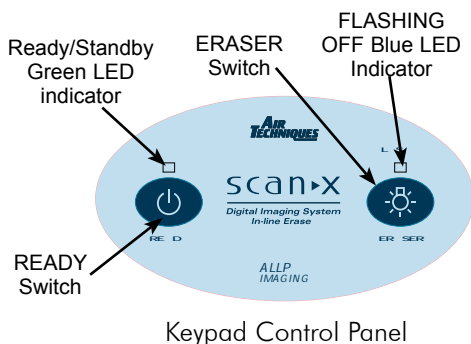 Ready/Standby
Green LED
indicator
ERASER
Switch
FLASHING
OFF Blue LED
Indicator
AIR
TECHNIQUES
L
scan x
Digital Imaging System
In-line Erase
RE D
ER SER
READY
Switch
ALLP
IMAGING
Keypad Control Panel